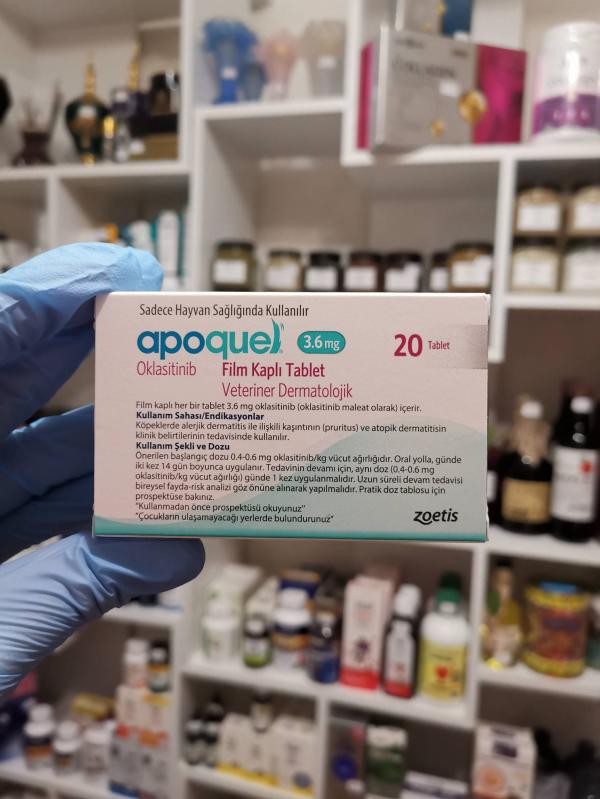 Sadece Hayvan Sağlığında Kullanılır
apoquel 3.6 mg 20 Tablet
Oklasitinib Film Kaplı Tablet
Veteriner Dermatolojik
Film kaplı her bir tablet 3.6 mg oklasitinib (oklasitinib maleat olarak) içerir.
Kullanım Sahası/Endikasyonlar
Köpeklerde alerjik dermatitis ile ilişkili kaşıntının (pruritus) ve atopik dermatitisin
klinik belirtilerinin tedavisinde kullanılır.
Kullanım Şekli ve Dozu
Önerilen başlangıç dozu 0.4-0.6 mg oklasitinib/kg vücut ağırlığıdır. Oral yolla, günde
iki kez 14 gün boyunca uygulanır. Tedavinin devamı için, aynı doz (0.4-0.6 mg
oklasitinib/kg vücut ağırlığı) günde 1 kez uygulanmalıdır. Uzun süreli devam tedavisi
bireysel fayda-risk analizi göz önüne alınarak yapılmalıdır. Pratik doz tablosu için
prospektüse bakınız.
"Kullanmadan önce prospektüsü okuyunuz"
"Çocukların ulaşamayacağı yerlerde bulundurunuz"
zoetis